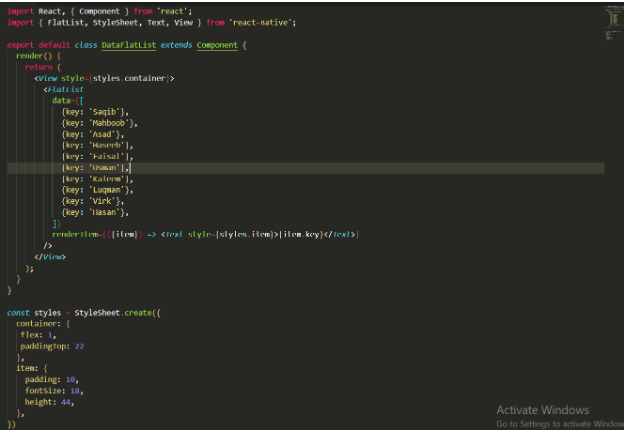 import React, { Component } from 'react';
import { FlatList, StyleSheet, Text, View } from 'react-native';
export default class DataFlatList extends Component {
render() {
return (
<View style={styles.container}>
<FlatList
data={[
{key: 'Saqib'},
{key: 'Mahboob'},
{key: 'Asad'},
{key: 'Haseeb'},
{key: 'Faisal'},
{key: 'Usman'},
{key: 'Kaleem'},
{key: 'Luqman'},
{key: 'Virk'},
{key: 'Hasan'},
]}
renderItem={({item}) => <Text style={styles.item}>{item.key}</Text>}
/>
</View>
);
}
}
const styles = StyleSheet.create({
container: {
flex: 1,
paddingTop: 22
},
item: {
padding: 10,
fontSize: 18,
height: 44,
},
})
Activate Windows
Go to Settings to activate Window